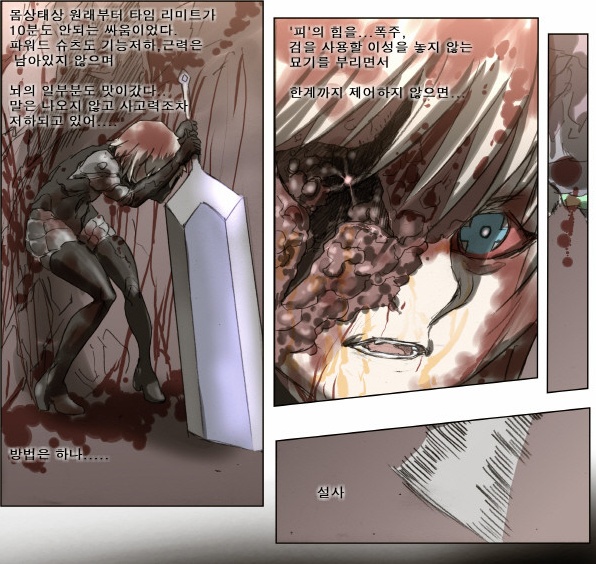 몸상태상 원래부터 타임 리미트가
10분도 안되는 싸움이었다.
파워드 슈츠도 기능저하,근력은
남아있지 않으며
뇌의 일부분도 맛이갔다...
말은 나오지 않고 사고력조차
저하되고 있어....
방법은 하나.....
'피'의 힘을...폭주,
검을 사용할 이성을 놓지 않는
묘기를 부리면서
한계까지 제어하지 않으면...
설사